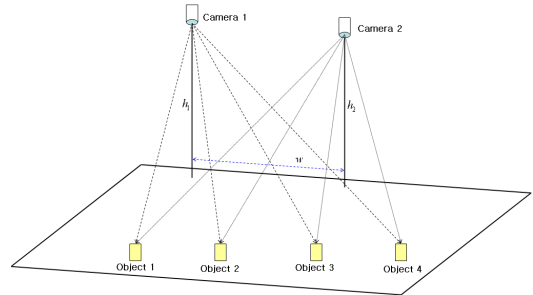 Camera 1
Camera 2
h₁
h₂
w
Object 1
Object 2
Object 3
Object 4